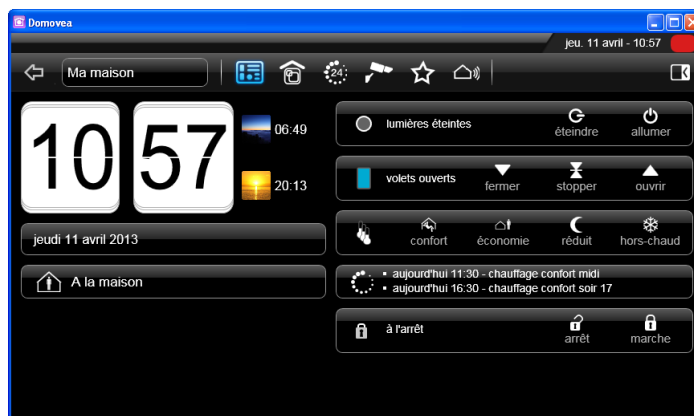 Domovea
jeu. 11 avril - 10:57
Ma maison
24
10 57
06:49
20:13
jeudi 11 avril 2013
A la maison
lumières éteintes
éteindre
allumer
volets ouverts
fermer
stopper
ouvrir
confort
économie
réduit
hors-chaud
aujourd'hui 11:30 - chauffage confort midi
aujourd'hui 16:30 - chauffage confort soir 17
à l'arrêt
arrêt
marche